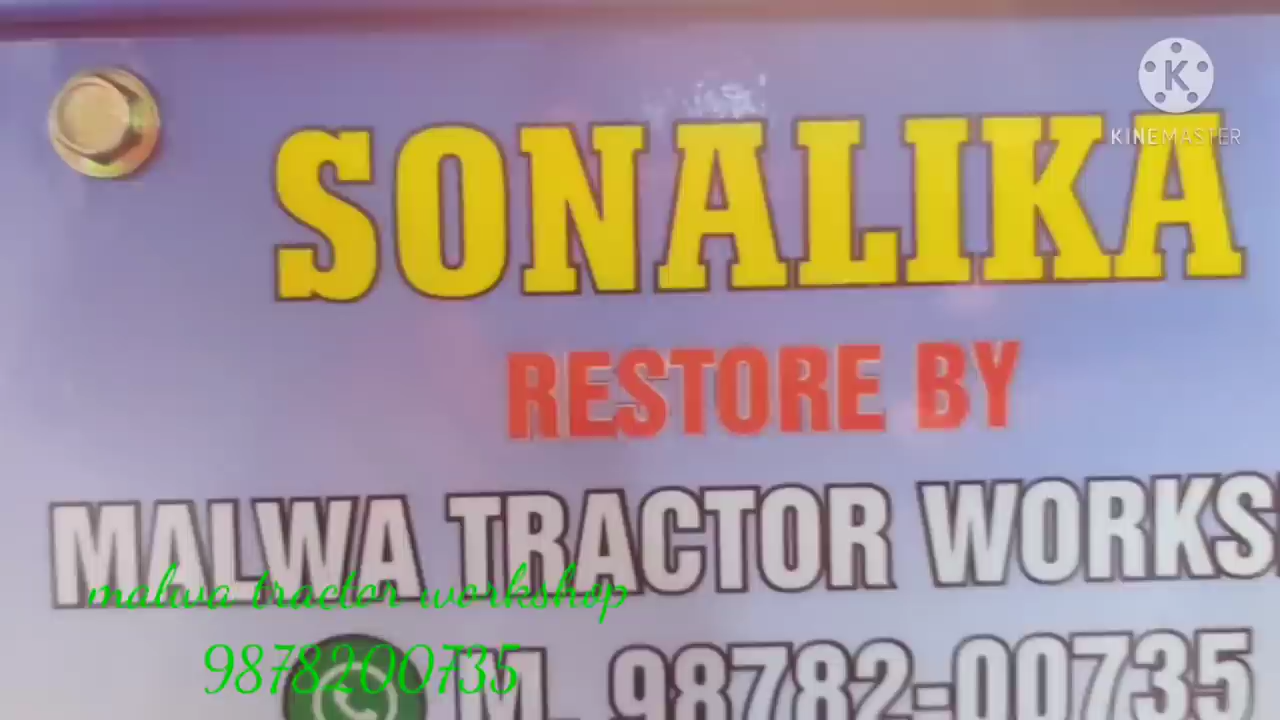 K
KINEMASTER
SONALIKA
RESTORE BY
MALWA TRACTOR WORKS
malwa tractor workshop
9878200735
M. 98782-00735